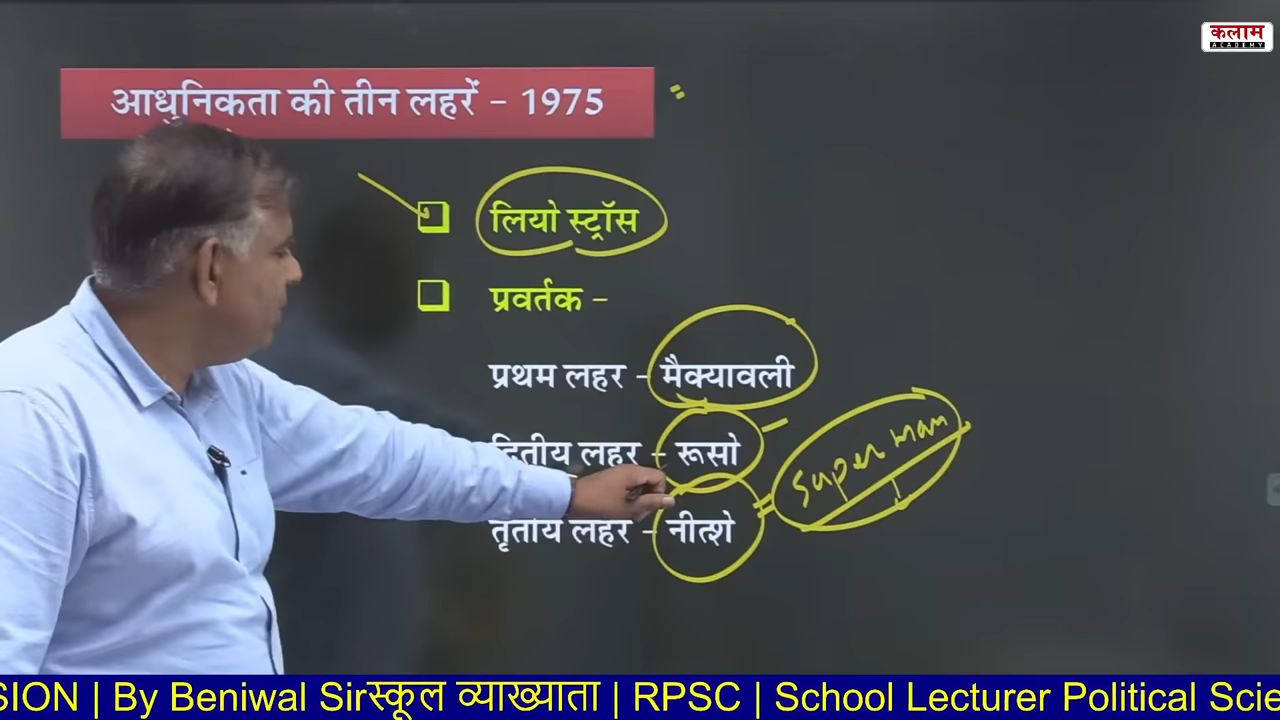 कलाम
ACADEMY
आधुनिकता की तीन लहरें - 1975
लियो स्ट्रॉस
प्रवर्तक -
प्रथम लहर - मैक्यावली
द्वितीय लहर - रूसो
super man
तृतीय लहर - नीत्शे
SION | By Beniwal Sirस्कूल व्याख्याता | RPSC | School Lecturer Political Scie